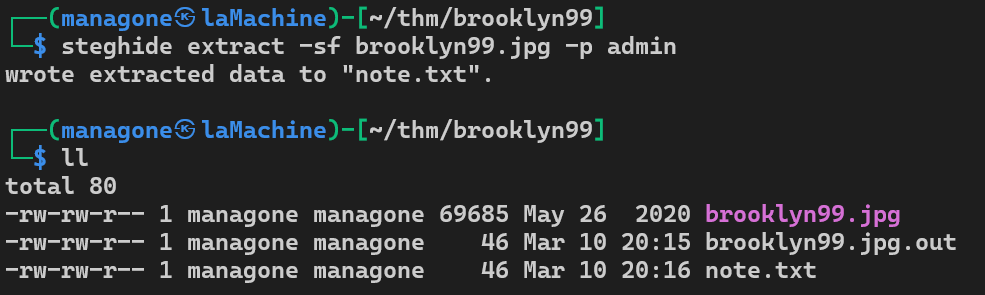 ┌──(managone㉿laMachine)-[~/thm/brooklyn99]
└─$ steghide extract -sf brooklyn99.jpg -p admin
wrote extracted data to "note.txt".
┌──(managone㉿laMachine)-[~/thm/brooklyn99]
└─$ ll
total 80
-rw-rw-r-- 1 managone managone 69685 May 26  2020 brooklyn99.jpg
-rw-rw-r-- 1 managone managone    46 Mar 10 20:15 brooklyn99.jpg.out
-rw-rw-r-- 1 managone managone    46 Mar 10 20:16 note.txt